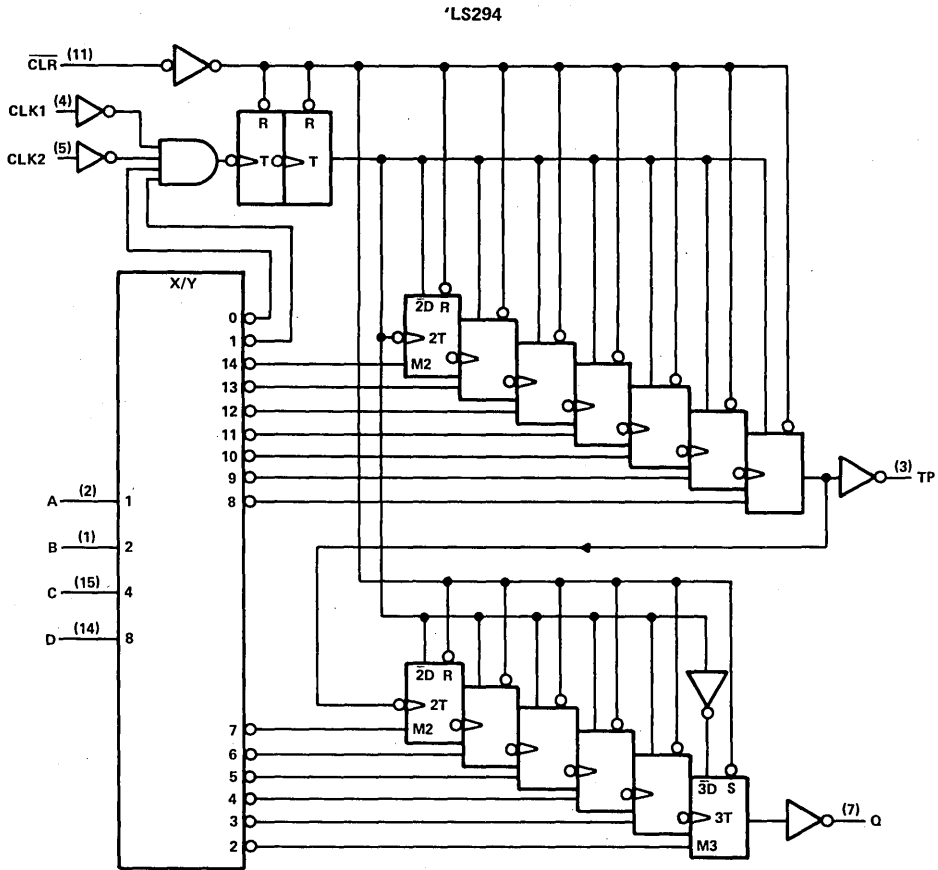 'LS294
CLR (11)
CLK1 (4)
CLK2 (5)
R R
T T
X/Y
0
1
14
13
12
11
10
9
8
A (2) 1
B (1) 2
C (15) 4
D (14) 8
7
6
5
4
3
2
2D R
2T
M2
(3) TP
2D R
2T
M2
3D S
3T
M3
(7) Q